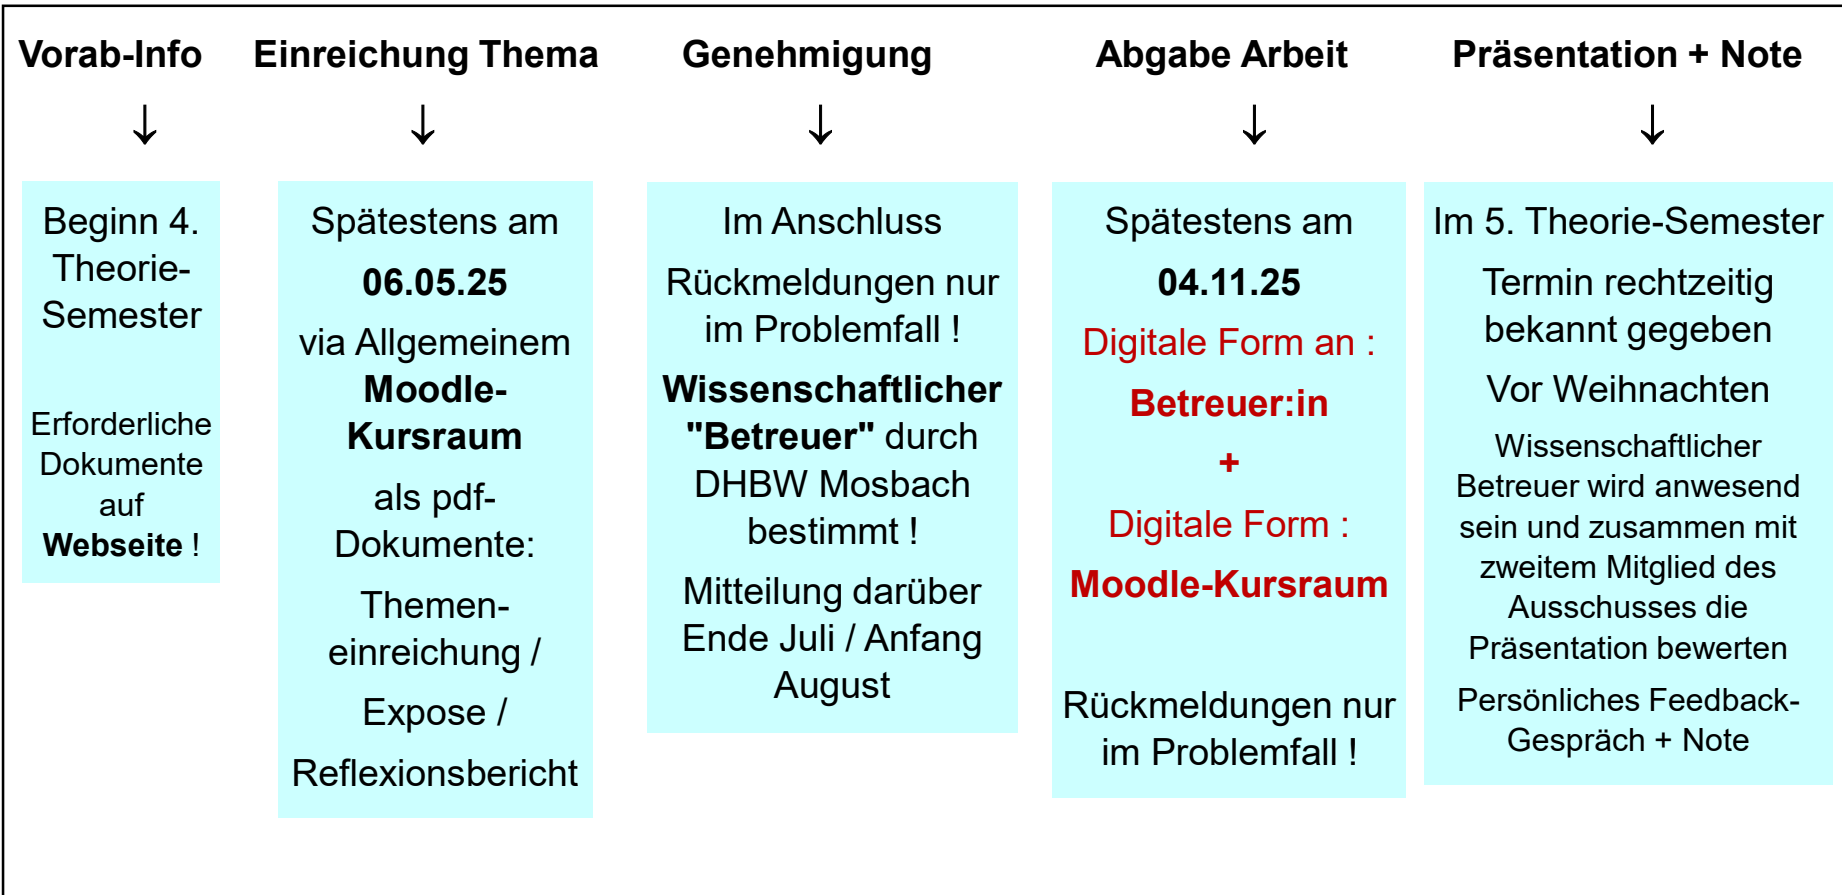 Vorab-Info
Einreichung Thema
Genehmigung
Abgabe Arbeit
Präsentation + Note
↓
↓
↓
↓
↓
Beginn 4.
Theorie-
Semester
Erforderliche
Dokumente
auf
Webseite !
Spätestens am
06.05.25
via Allgemeinem
Moodle-
Kursraum
als pdf-
Dokumente:
Themen-
einreichung /
Expose /
Reflexionsbericht
Im Anschluss
Rückmeldungen nur
im Problemfall !
Wissenschaftlicher
"Betreuer" durch
DHBW Mosbach
bestimmt !
Mitteilung darüber
Ende Juli / Anfang
August
Spätestens am
04.11.25
Digitale Form an :
Betreuer:in
+
Digitale Form :
Moodle-Kursraum
Rückmeldungen nur
im Problemfall !
Im 5. Theorie-Semester
Termin rechtzeitig
bekannt gegeben
Vor Weihnachten
Wissenschaftlicher
Betreuer wird anwesend
sein und zusammen mit
zweitem Mitglied des
Ausschusses die
Präsentation bewerten
Persönliches Feedback-
Gespräch + Note